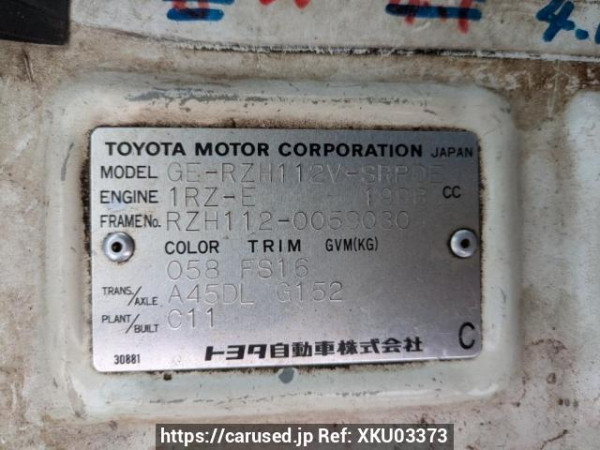 4.
TOYOTA MOTOR CORPORATION JAPAN
MODEL GE-RZH112V-SRPDE
ENGINE 1RZ-E 1998 CC
FRAME No. RZH112-0059030
COLOR TRIM GVM(KG)
058 FS16
TRANS./AXLE A45DL G152
PLANT/BUILT C11
C
30881 トヨタ自動車株式会社
https://carused.jp Ref: XKU03373